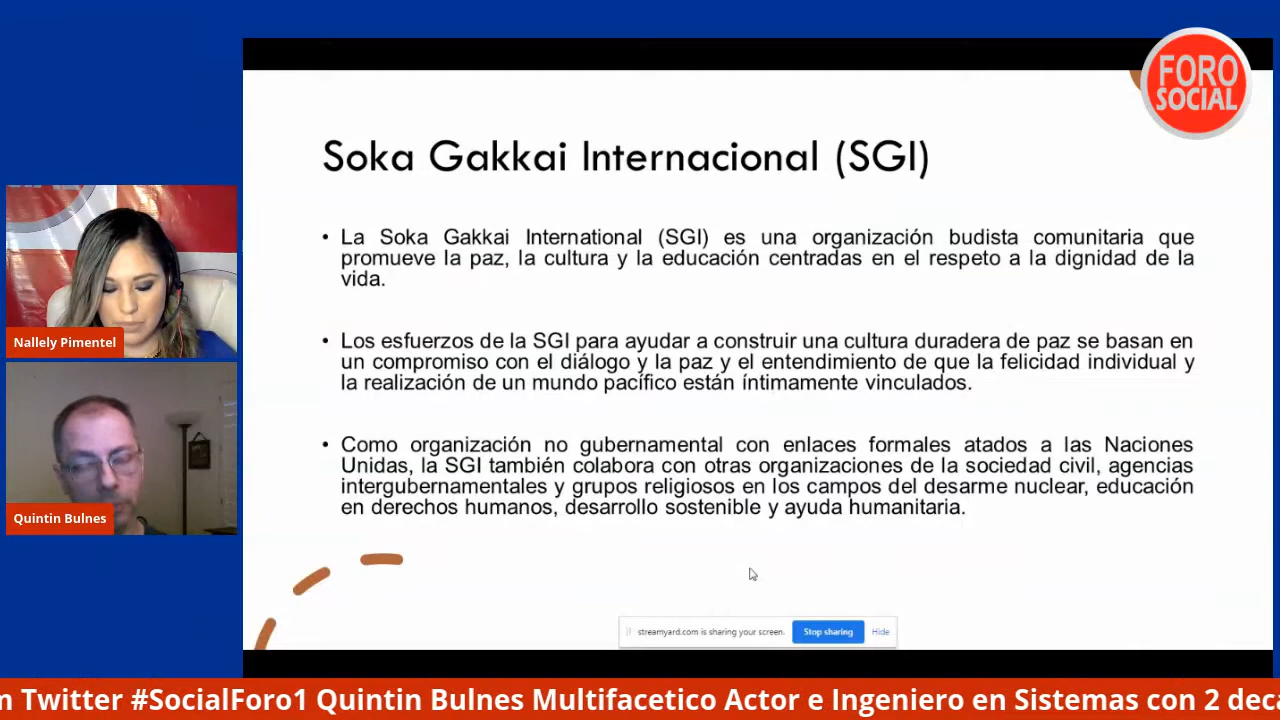 FORO
SOCIAL
Soka Gakkai Internacional (SGI)
• La Soka Gakkai International (SGI) es una organización budista comunitaria que
promueve la paz, la cultura y la educación centradas en el respeto a la dignidad de la
vida.
• Los esfuerzos de la SGI para ayudar a construir una cultura duradera de paz se basan en
un compromiso con el diálogo y la paz y el entendimiento de que la felicidad individual y
la realización de un mundo pacífico están íntimamente vinculados.
• Como organización no gubernamental con enlaces formales atados a las Naciones
Unidas, la SGI también colabora con otras organizaciones de la sociedad civil, agencias
intergubernamentales y grupos religiosos en los campos del desarme nuclear, educación
en derechos humanos, desarrollo sostenible y ayuda humanitaria.
Nallely Pimentel
Quintin Bulnes
streamyard.com is sharing your screen.
Stop sharing
Hide
Twitter #SocialForo1 Quintin Bulnes Multifacetico Actor e Ingeniero en Sistemas con 2